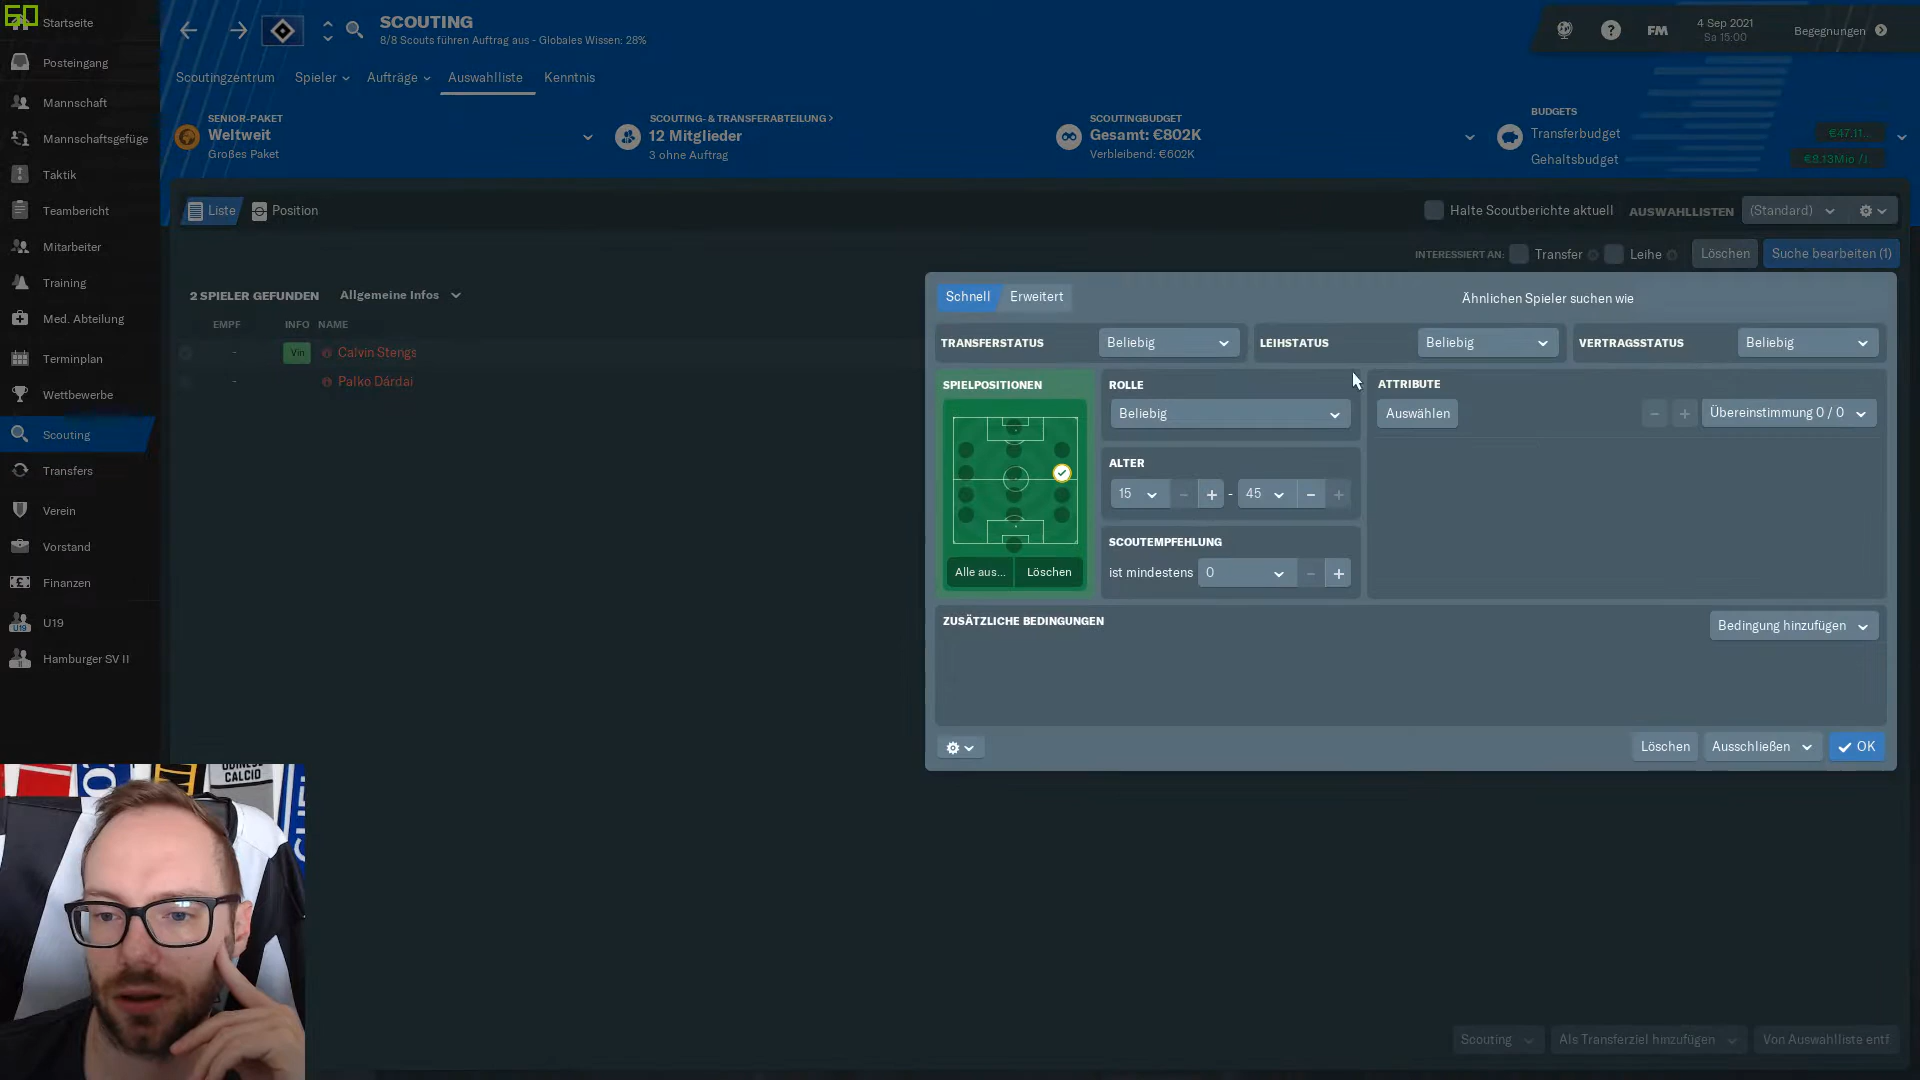 60
Startseite
Posteingang
Mannschaft
Mannschaftsgefüge
Taktik
Teambericht
Mitarbeiter
Training
Med. Abteilung
Terminplan
Wettbewerbe
Scouting
Transfers
Verein
Vorstand
Finanzen
U19
Hamburger SV II
SCOUTING
8/8 Scouts führen Auftrag aus - Globales Wissen: 28%
FM
4 Sep 2021
Sa 15:00
Begegnungen
Scoutingzentrum Spieler Aufträge Auswahlliste Kenntnis
SENIOR-PAKET
Weltweit
Großes Paket
SCOUTING- & TRANSFERABTEILUNG >
12 Mitglieder
3 ohne Auftrag
SCOUTINGBUDGET
Gesamt: €802K
Verbleibend: €602K
BUDGETS
Transferbudget €47.11...
Gehaltsbudget €9.13Mio /J.
Liste Position
Halte Scoutberichte aktuell AUSWAHLLISTEN (Standard)
INTERESSIERT AN: Transfer Leihe Löschen Suche bearbeiten (1)
2 SPIELER GEFUNDEN Allgemeine Infos
EMPF INFO NAME
- Vin Calvin Stengs
- Palko Dárdai
Schnell Erweitert Ähnlichen Spieler suchen wie
TRANSFERSTATUS Beliebig LEIHSTATUS Beliebig VERTRAGSSTATUS Beliebig
SPIELPOSITIONEN
Alle aus... Löschen
ROLLE
Beliebig
ALTER
15 - + - 45 - +
SCOUTEMPFEHLUNG
ist mindestens 0 - +
ATTRIBUTE
Auswählen - + Übereinstimmung 0 / 0
ZUSÄTZLICHE BEDINGUNGEN Bedingung hinzufügen
Löschen Ausschließen OK
Scouting Als Transferziel hinzufügen Von Auswahlliste entf
CALCIO